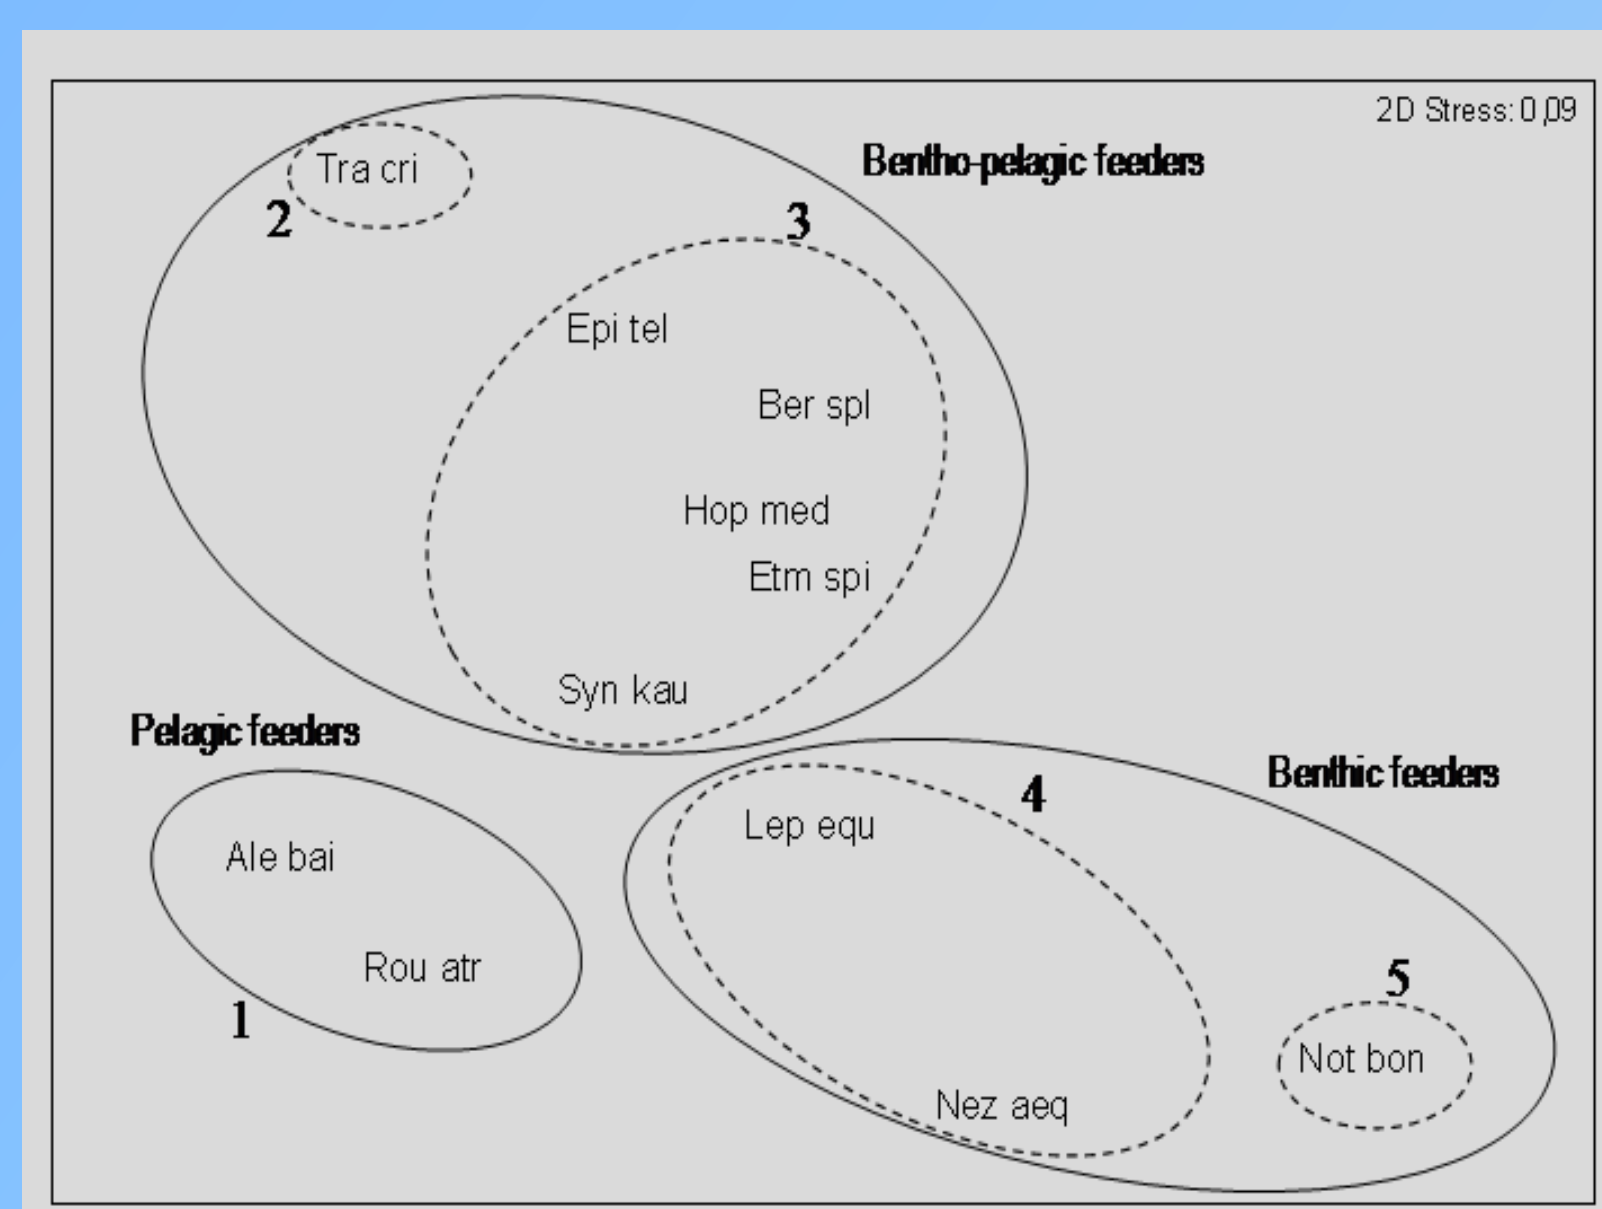 2D Stress: 0,09
Bentho-pelagic feeders
Tra cri
2
3
Epi tel
Ber spl
Hop med
Etm spi
Syn kau
Pelagic feeders
Benthic feeders
4
Lep equ
Ale bai
Rou atr
5
1
Not bon
Nez aeq